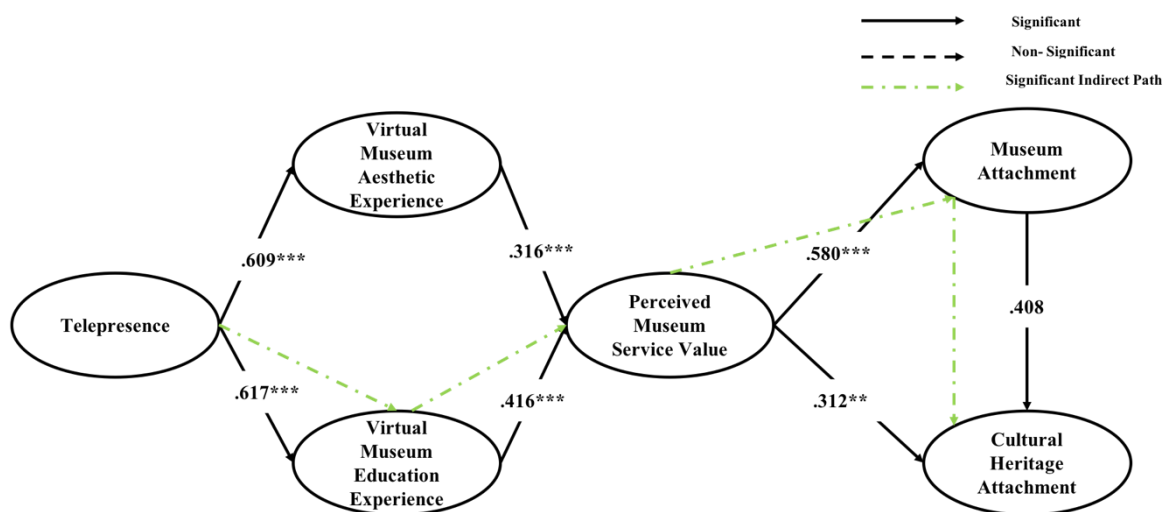 Significant
Non- Significant
Significant Indirect Path
Virtual
Museum
Aesthetic
Experience
Museum
Attachment
.609***
.316***
.580***
Telepresence
Perceived
Museum
Service Value
.408
.617***
.416***
.312**
Virtual
Museum
Education
Experience
Cultural
Heritage
Attachment